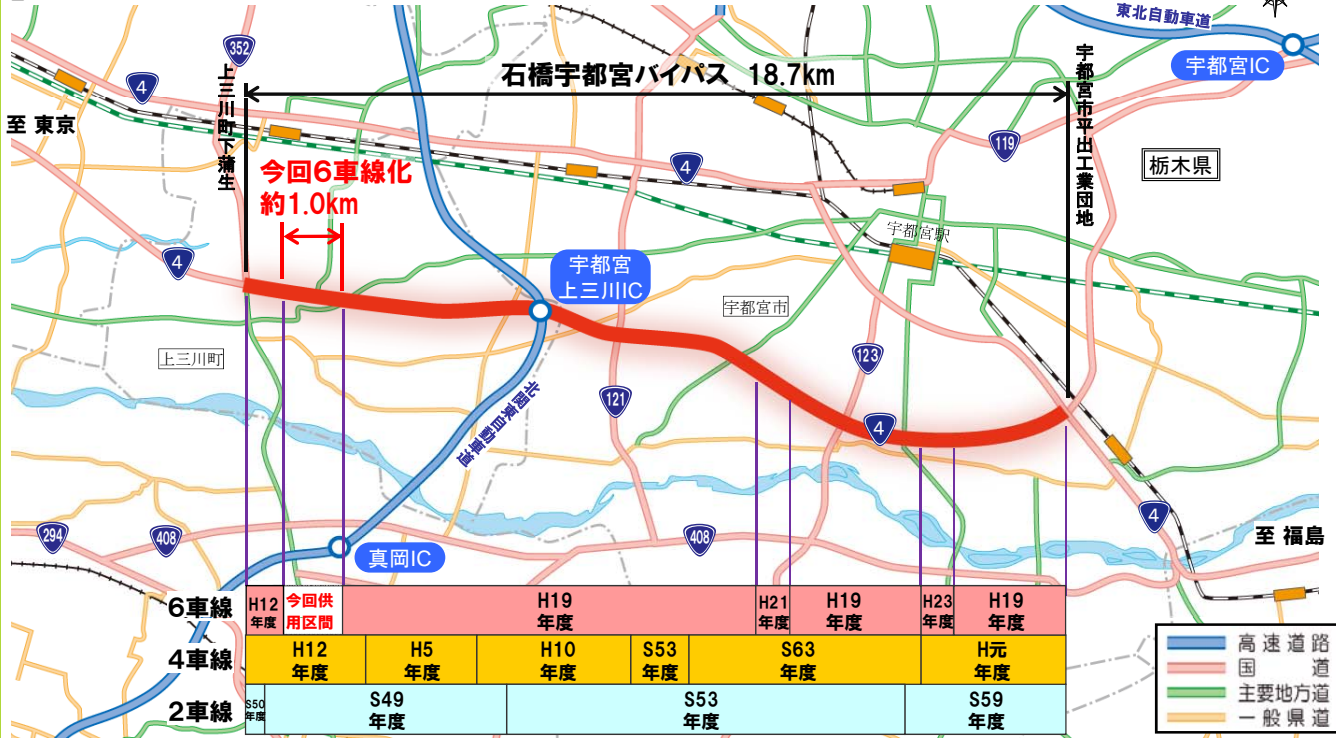 東北自動車道
宇都宮IC
352
石橋宇都宮バイパス 18.7km
上三川町下蒲生
宇都宮市平出工業団地
4
至 東京
119
栃木県
今回6車線化
約1.0km
4
宇都宮駅
4
宇都宮
上三川IC
宇都宮市
上三川町
123
北関東自動車道
121
4
294
408
408
4
至 福島
真岡IC
6車線
H12
年度
今回供
用区間
H19
年度
H21
年度
H19
年度
H23
年度
H19
年度
4車線
H12
年度
H5
年度
H10
年度
S53
年度
S63
年度
H元
年度
2車線
S50
年度
S49
年度
S53
年度
S59
年度
高速道路
国道
主要地方道
一般県道